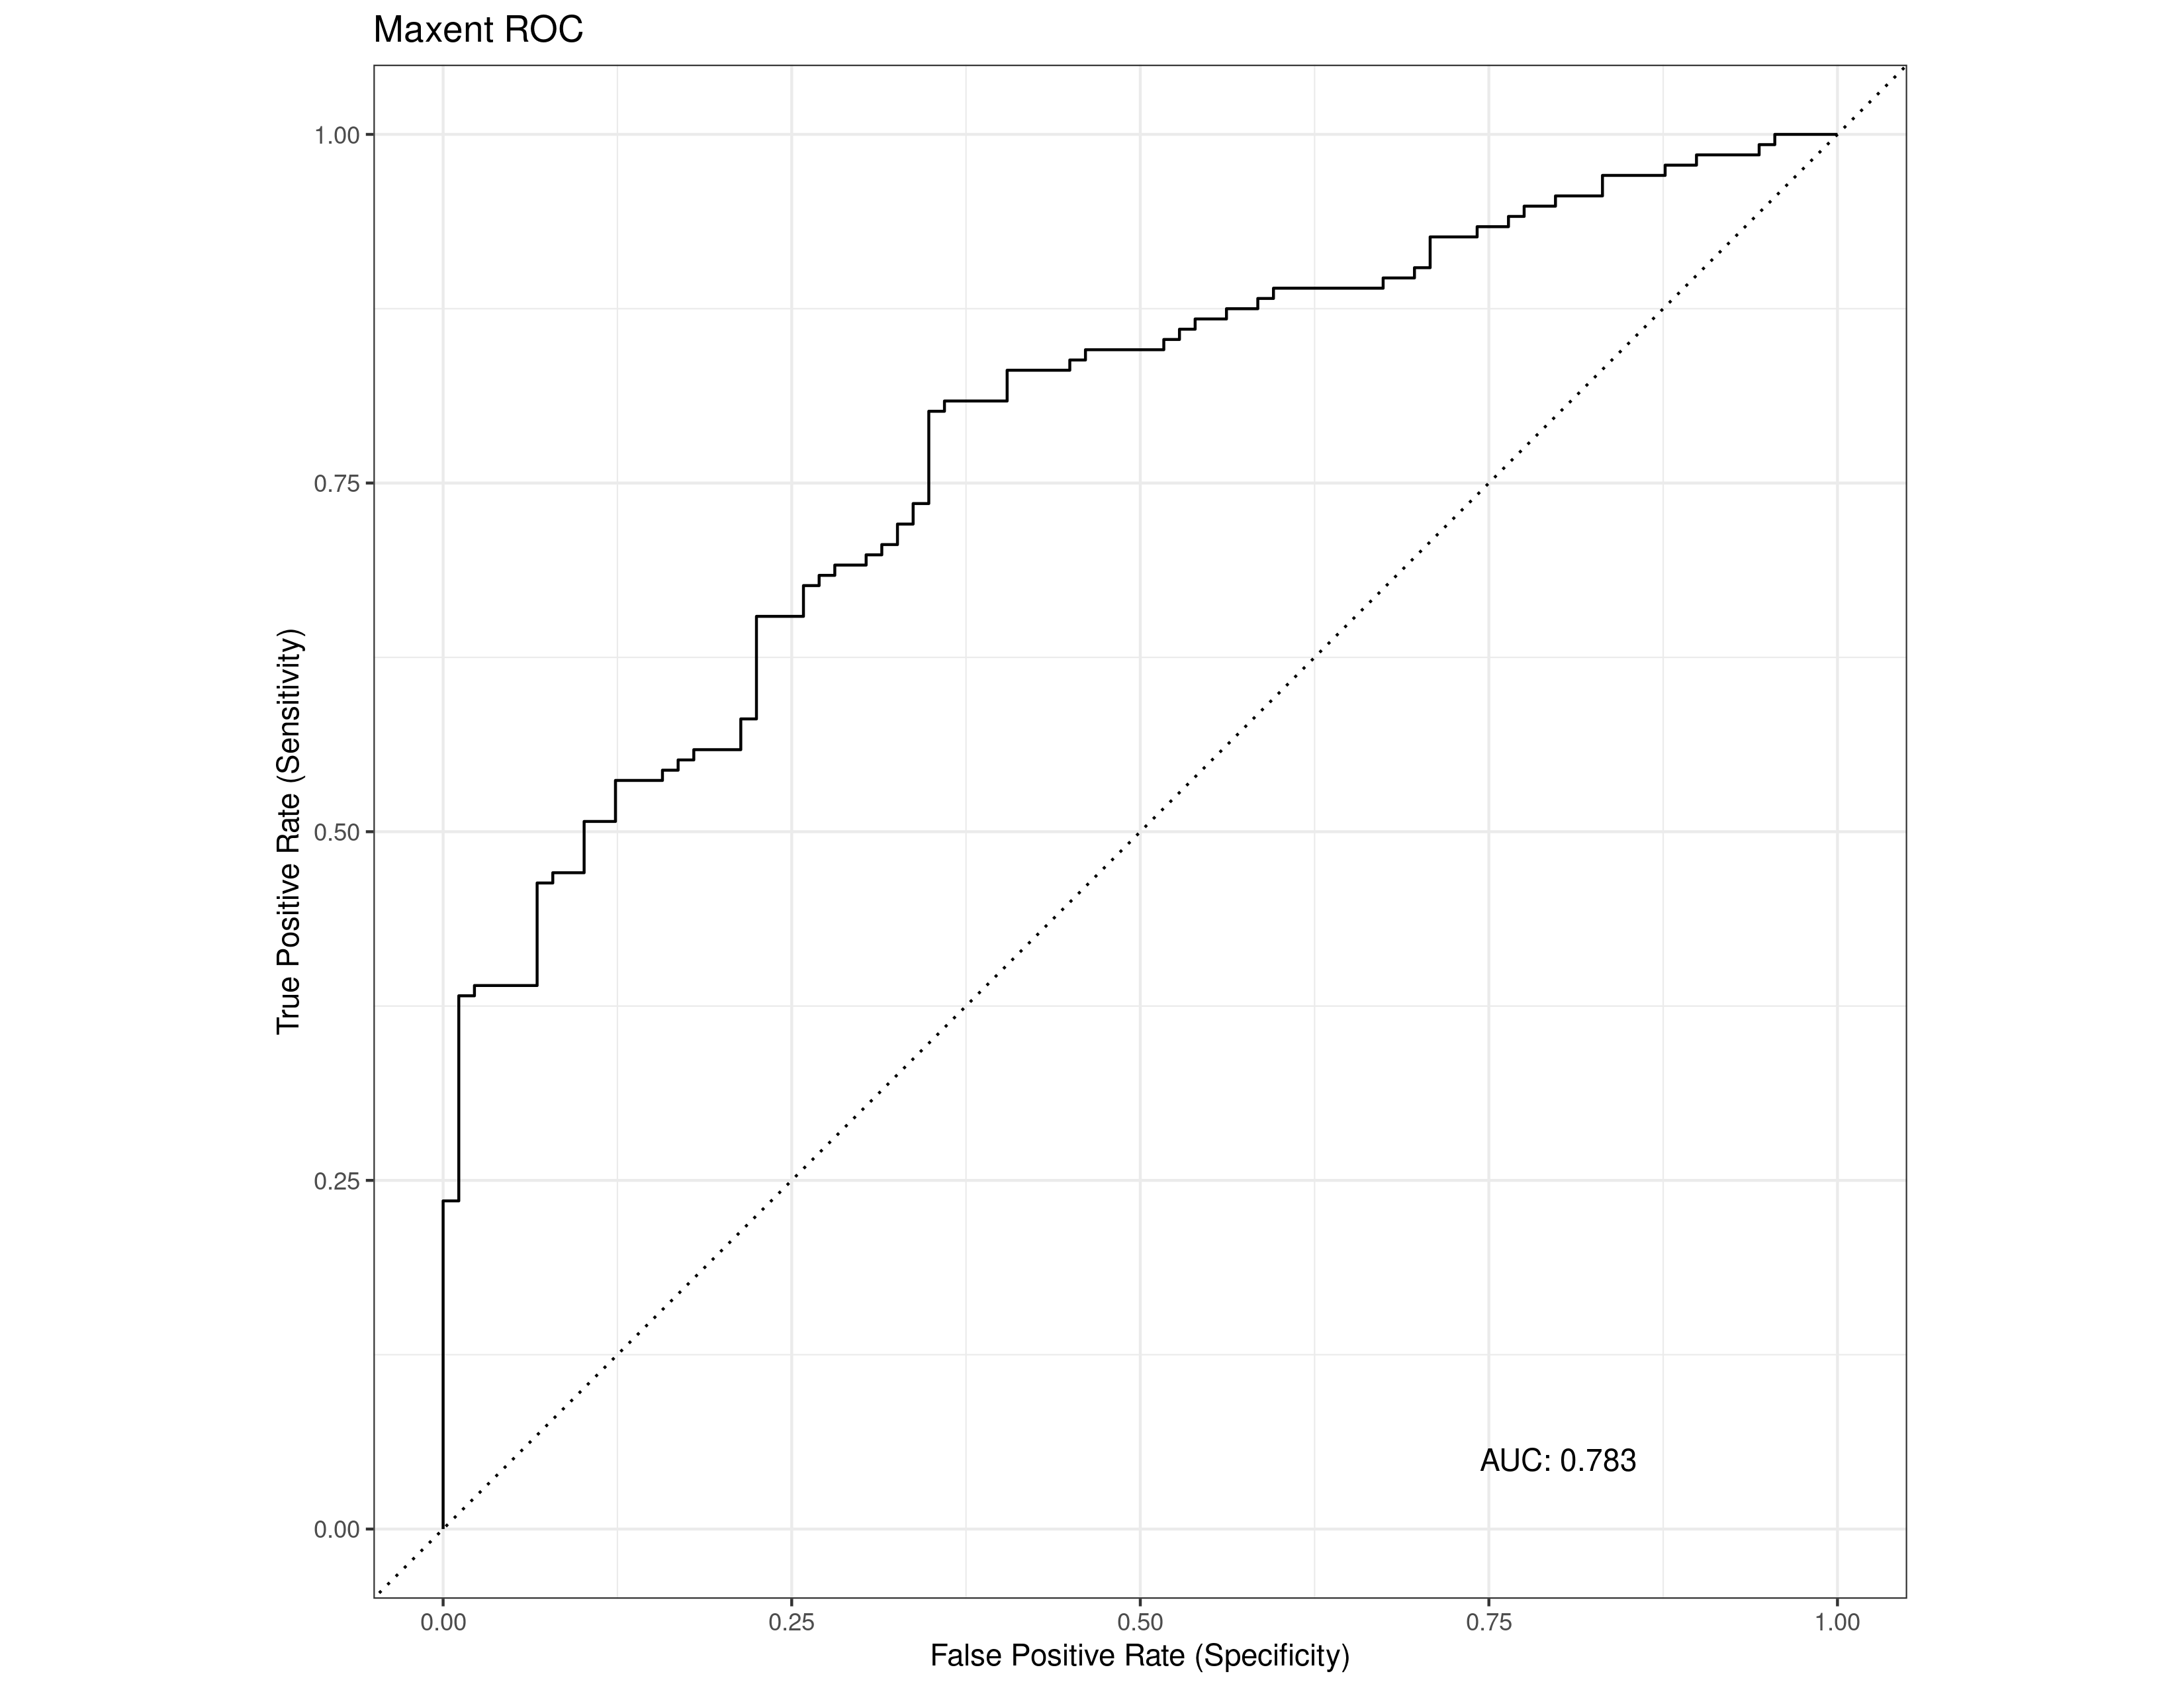 Maxent ROC
1.00
0.75
0.50
0.25
0.00
True Positive Rate (Sensitivity)
AUC: 0.783
0.00 0.25 0.50 0.75 1.00
False Positive Rate (Specificity)